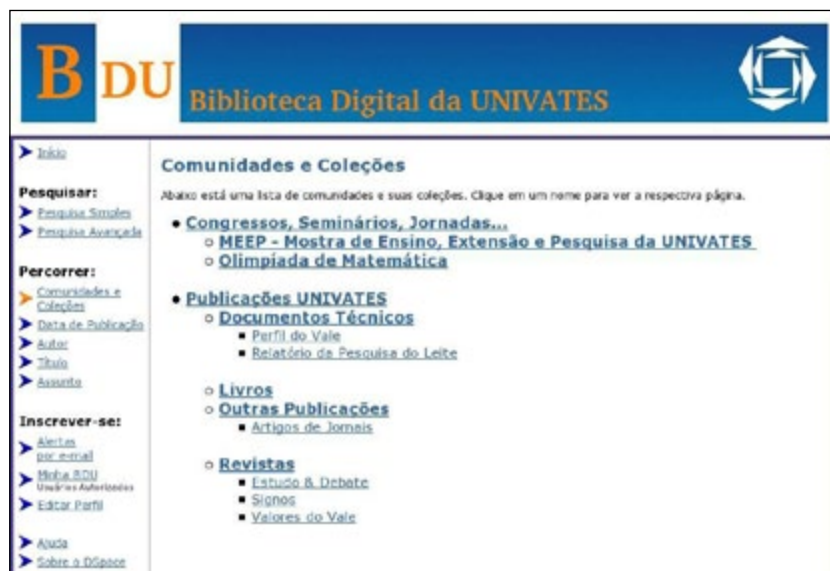 BDU
Biblioteca Digital da UNIVATES
Início
Pesquisar:
Pesquisa Simples
Pesquisa Avançada
Percorrer:
Comunidades e
Coleções
Data de Publicação
Autor
Título
Assunto
Inscrever-se:
Alertas
por e-mail
Minha BDU
Usuários Autorizados
Editar Perfil
Ajuda
Sobre o DSpace
Comunidades e Coleções
Abaixo está uma lista de comunidades e suas coleções. Clique em um nome para ver a respectiva página.
Congressos, Seminários, Jornadas...
MEEP - Mostra de Ensino, Extensão e Pesquisa da UNIVATES
Olimpíada de Matemática
Publicações UNIVATES
Documentos Técnicos
Perfil do Vale
Relatório da Pesquisa do Leite
Livros
Outras Publicações
Artigos de Jornais
Revistas
Estudo & Debate
Signos
Valores do Vale